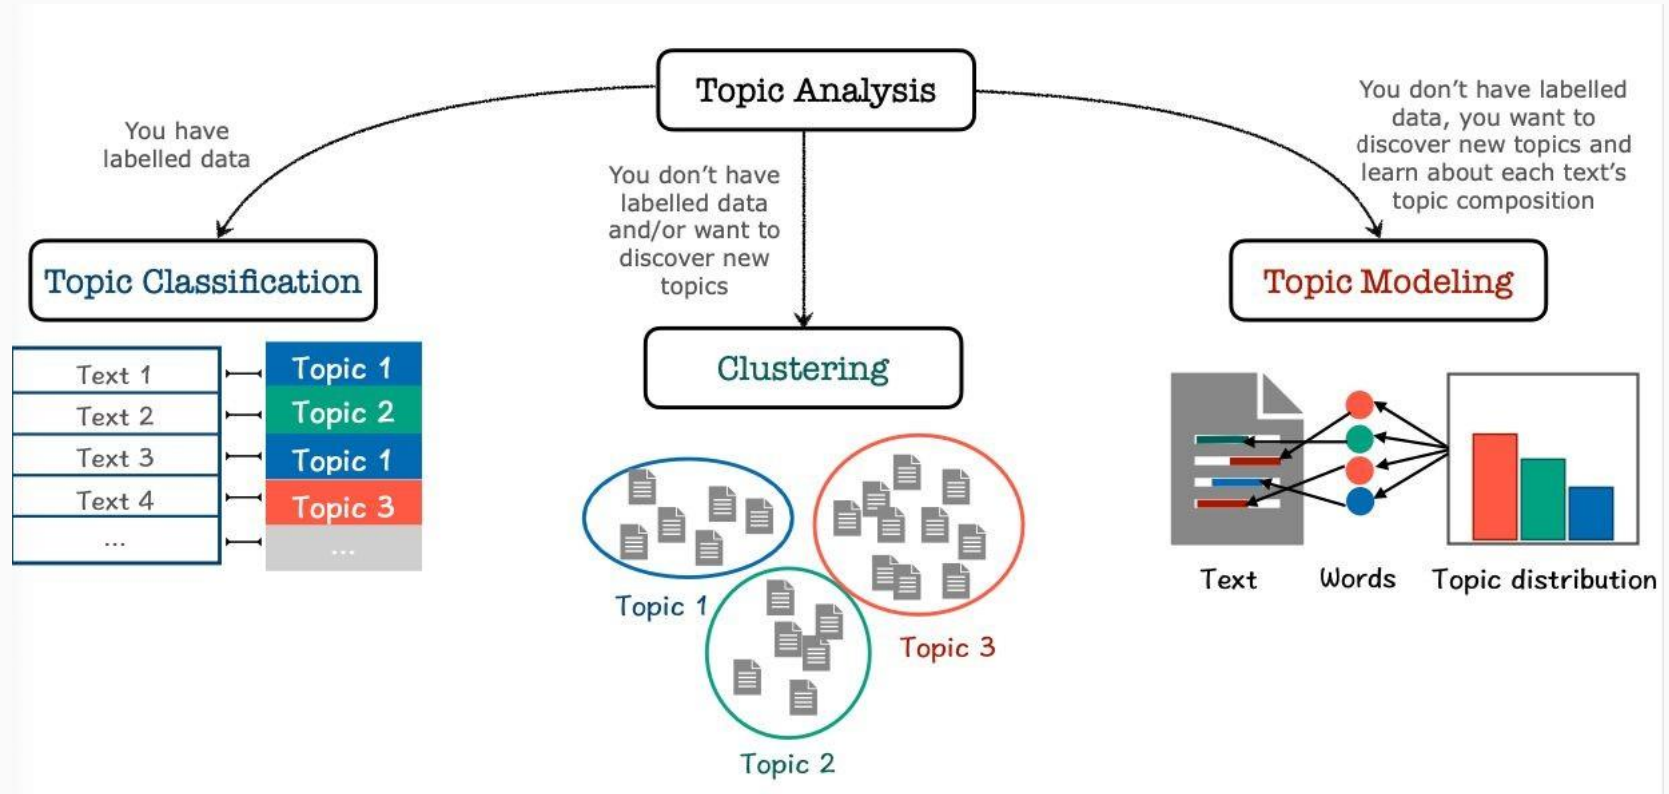 Topic Analysis
You have
labelled data
You don't have
labelled data
and/or want to
discover new
topics
You don't have labelled
data, you want to
discover new topics and
learn about each text's
topic composition
Topic Classification
Text 1
Topic 1
Text 2
Topic 2
Text 3
Topic 1
Text 4
Topic 3
...
...
Clustering
Topic 1
Topic 3
Topic 2
Topic Modeling
Text
Words
Topic distribution